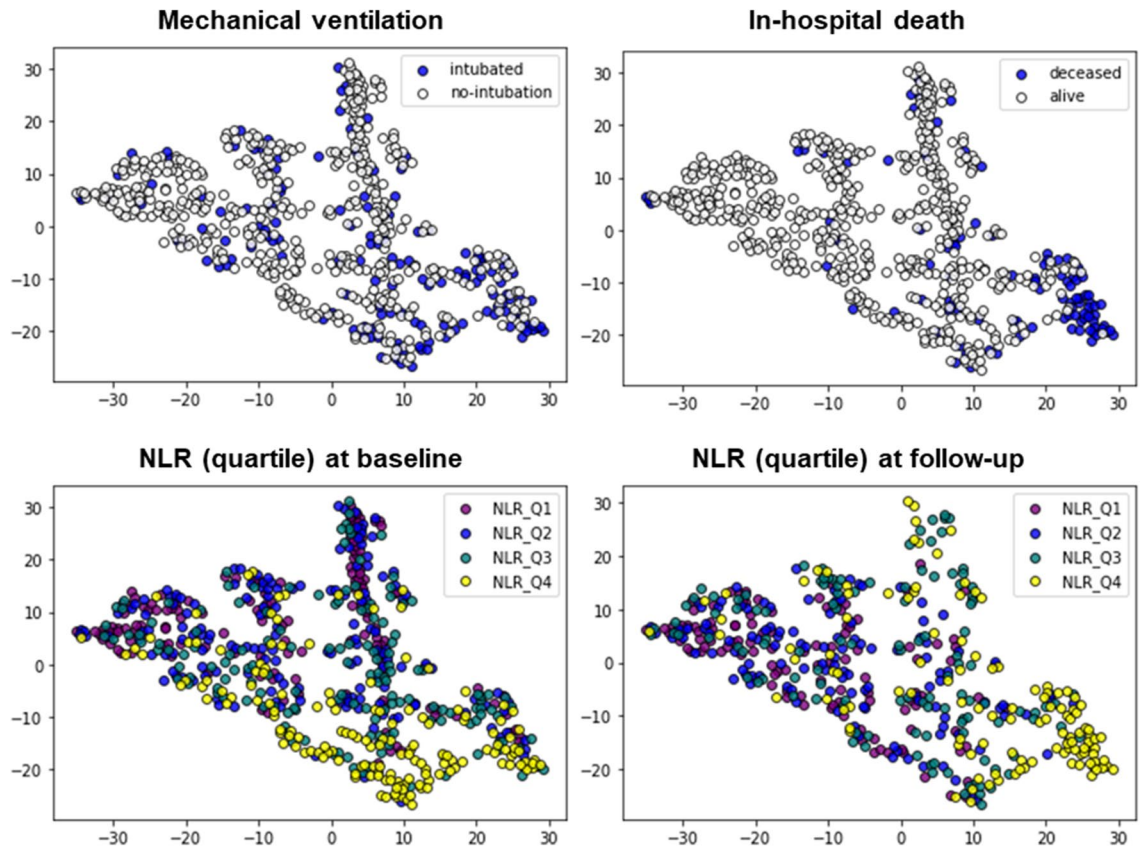 Mechanical ventilation
In-hospital death
intubated
no-intubation
deceased
alive
30
20
10
0
−10
−20
−30 −20 −10 0 10 20 30
30
20
10
0
−10
−20
−30 −20 −10 0 10 20 30
NLR (quartile) at baseline
NLR (quartile) at follow-up
NLR_Q1
NLR_Q2
NLR_Q3
NLR_Q4
NLR_Q1
NLR_Q2
NLR_Q3
NLR_Q4
30
20
10
0
−10
−20
−30 −20 −10 0 10 20 30
30
20
10
0
−10
−20
−30 −20 −10 0 10 20 30